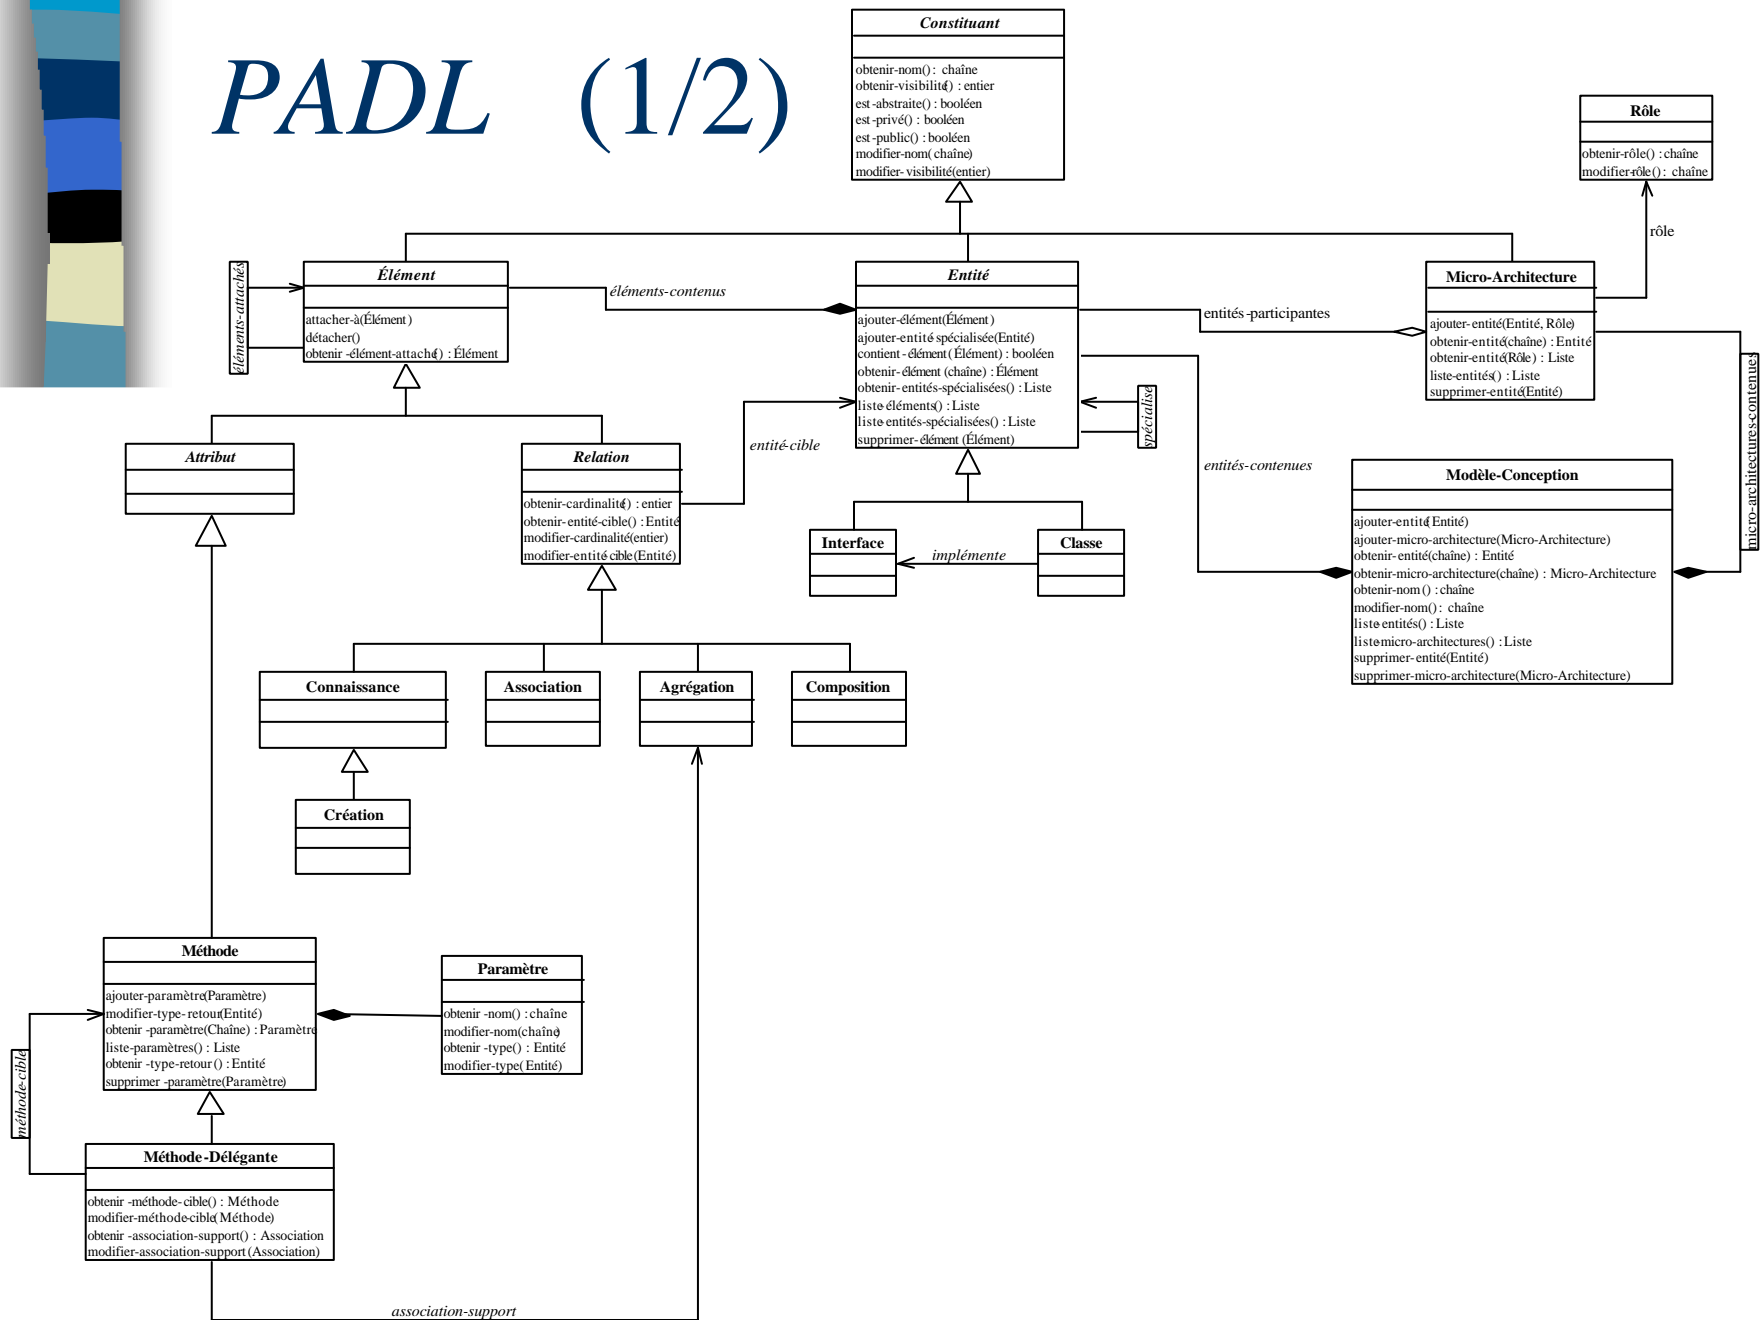 PADL (1/2)
Constituant
obtenir-nom() : chaîne
obtenir-visibilité() : entier
est-abstraite() : booléen
est-privé() : booléen
est-public() : booléen
modifier-nom(chaîne)
modifier-visibilité(entier)
Rôle
obtenir-rôle() : chaîne
modifier-rôle() : chaîne
rôle
éléments-attachés
Élément
attacher-à(Élément)
détacher()
obtenir-élément-attaché() : Élément
éléments-contenus
Entité
ajouter-élément(Élément)
ajouter-entité-spécialisée(Entité)
contient-élément(Élément) : booléen
obtenir-élément(chaîne) : Élément
obtenir-entités-spécialisées() : Liste
liste-éléments() : Liste
liste-entités-spécialisées() : Liste
supprimer-élément(Élément)
spécialise
entités-participantes
Micro-Architecture
ajouter-entité(Entité, Rôle)
obtenir-entité(chaîne) : Entité
obtenir-entité(Rôle) : Liste
liste-entités() : Liste
supprimer-entité(Entité)
micro-architectures-contenues
Attribut
Relation
obtenir-cardinalité() : entier
obtenir-entité-cible() : Entité
modifier-cardinalité(entier)
modifier-entité-cible(Entité)
entité-cible
entités-contenues
Modèle-Conception
ajouter-entité(Entité)
ajouter-micro-architecture(Micro-Architecture)
obtenir-entité(chaîne) : Entité
obtenir-micro-architecture(chaîne) : Micro-Architecture
obtenir-nom() : chaîne
modifier-nom() : chaîne
liste-entités() : Liste
liste-micro-architectures() : Liste
supprimer-entité(Entité)
supprimer-micro-architecture(Micro-Architecture)
Interface
implémente
Classe
Connaissance
Association
Agrégation
Composition
Création
Méthode
ajouter-paramètre(Paramètre)
modifier-type-retour(Entité)
obtenir-paramètre(Chaîne) : Paramètre
liste-paramètres() : Liste
obtenir-type-retour() : Entité
supprimer-paramètre(Paramètre)
Paramètre
obtenir-nom() : chaîne
modifier-nom(chaîne)
obtenir-type() : Entité
modifier-type(Entité)
méthode-cible
Méthode-Délégante
obtenir-méthode-cible() : Méthode
modifier-méthode-cible(Méthode)
obtenir-association-support() : Association
modifier-association-support(Association)
association-support